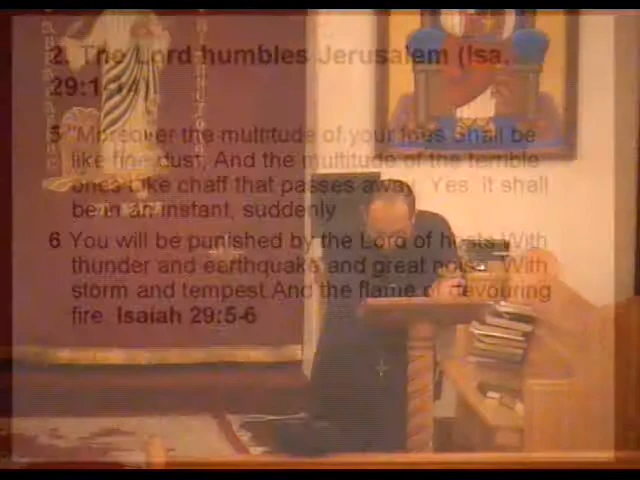 2. The Lord humbles Jerusalem (Isa.
29:1-14)
5 "Moreover the multitude of your foes Shall be
like fine dust, And the multitude of the terrible
ones Like chaff that passes away, Yes, it shall
be in an instant, suddenly
6 You will be punished by the Lord of hosts With
thunder and earthquake and great noise, With
storm and tempest And the flame of devouring
fire. Isaiah 29:5-6